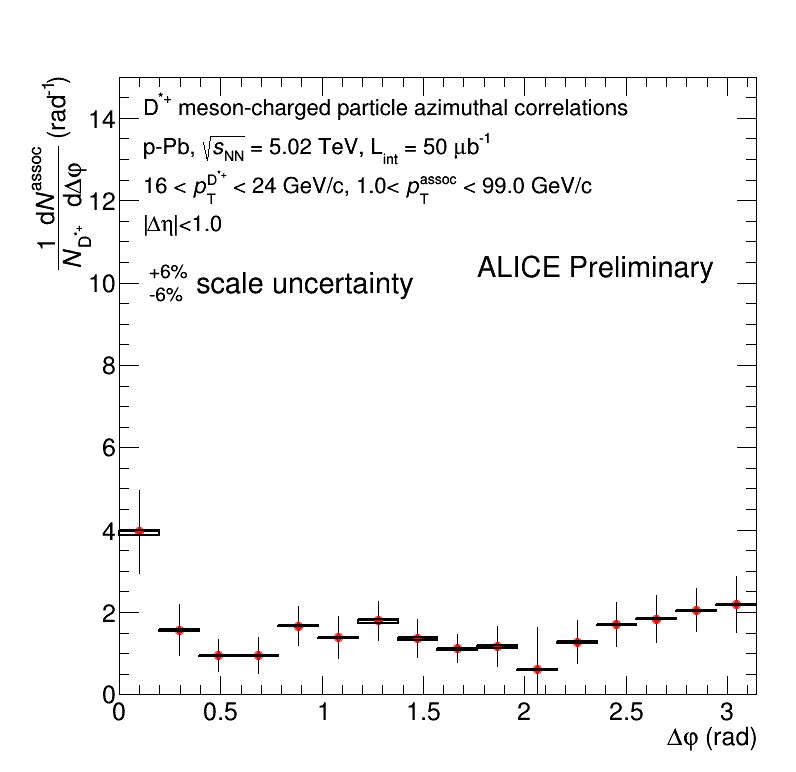 D*+ meson-charged particle azimuthal correlations
p-Pb, √sNN = 5.02 TeV, Lint = 50 μb-1
16 < pTD*+ < 24 GeV/c, 1.0< pTassoc < 99.0 GeV/c
|Δη|<1.0
+6%
-6% scale uncertainty
ALICE Preliminary
1 dNassoc
ND*+ dΔφ (rad-1)
14
12
10
8
6
4
2
0
0 0.5 1 1.5 2 2.5 3
Δφ (rad)